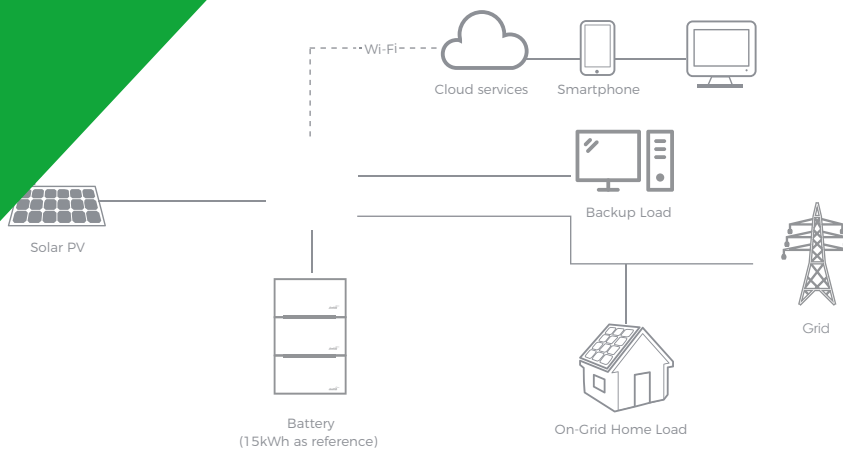 Wi-Fi
Cloud services
Smartphone
Backup Load
Solar PV
Grid
Battery
(15kWh as reference)
On-Grid Home Load